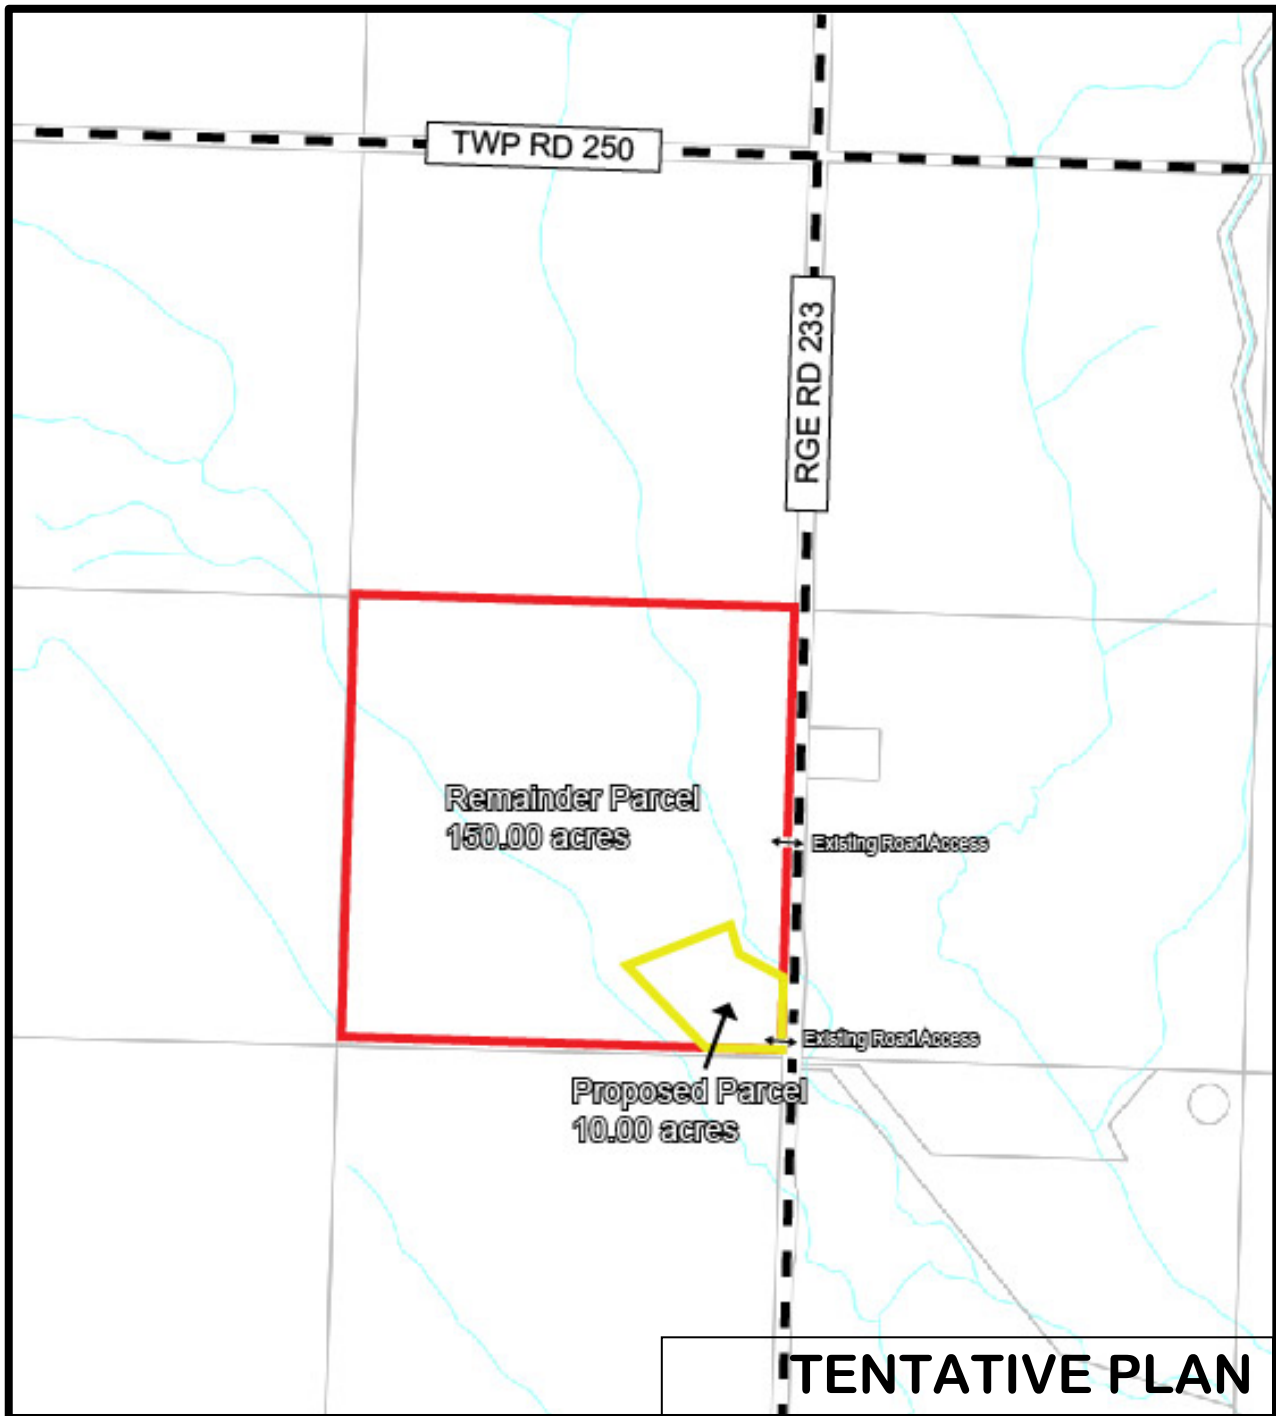 TWP RD 250
RGE RD 233
Remainder Parcel
150.00 acres
Existing Road Access
Existing Road Access
Proposed Parcel
10.00 acres
TENTATIVE PLAN